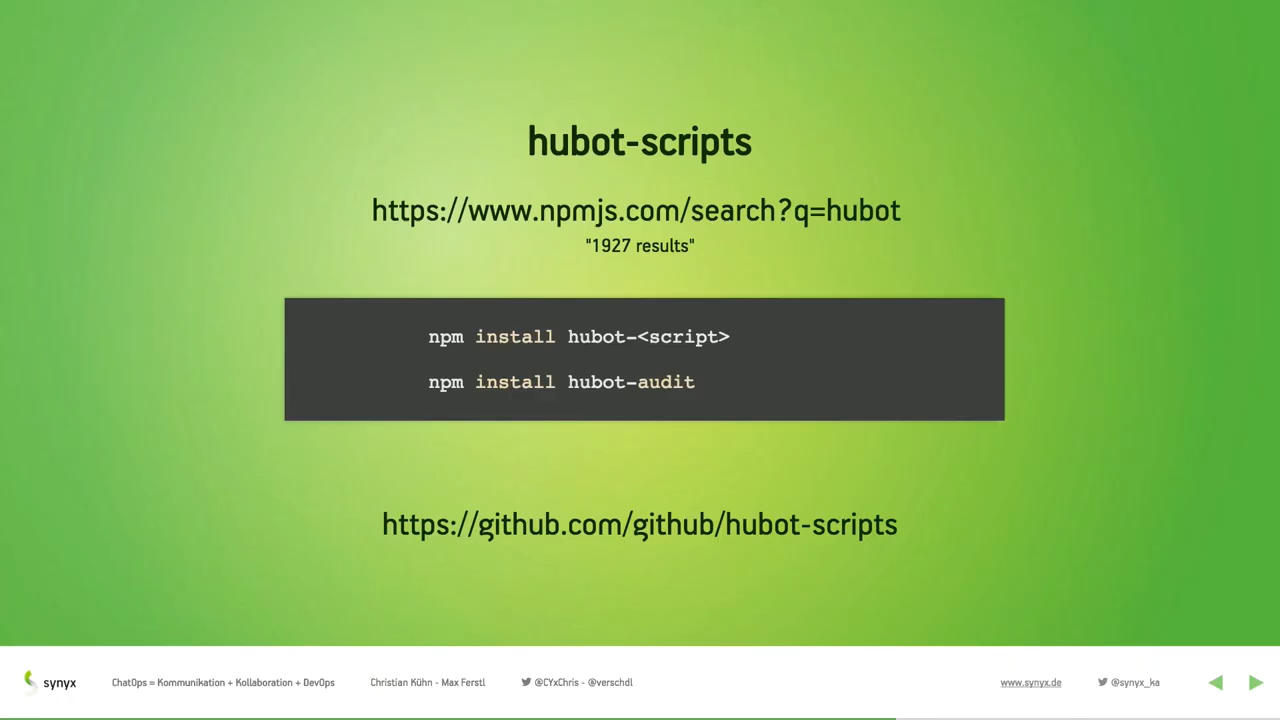 hubot-scripts
https://www.npmjs.com/search?q=hubot
"1927 results"
npm install hubot-<script>
npm install hubot-audit
https://github.com/github/hubot-scripts
synyx
ChatOps = Kommunikation + Kollaboration + DevOps
Christian Kühn - Max Ferstl
@CYxChris - @verschdl
www.synyx.de
@synyx_ka